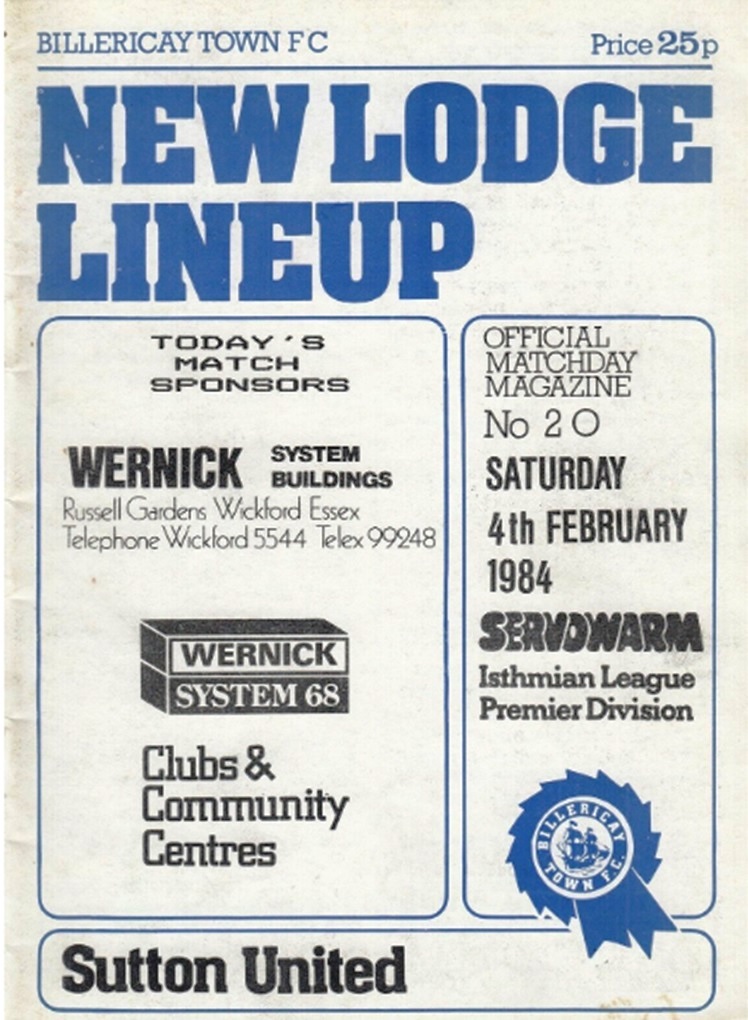 BILLERICAY TOWN F C
Price 25p
NEW LODGE
LINEUP
TODAY'S
MATCH
SPONSORS
WERNICK SYSTEM
BUILDINGS
Russell Gardens Wickford Essex
Telephone Wickford 5544 Telex 99248
WERNICK
SYSTEM 68
Clubs &
Community
Centres
OFFICIAL
MATCHDAY
MAGAZINE
No 20
SATURDAY
4th FEBRUARY
1984
SERVOWARM
Isthmian League
Premier Division
BILLERICAY
TOWN F.C.
Sutton United